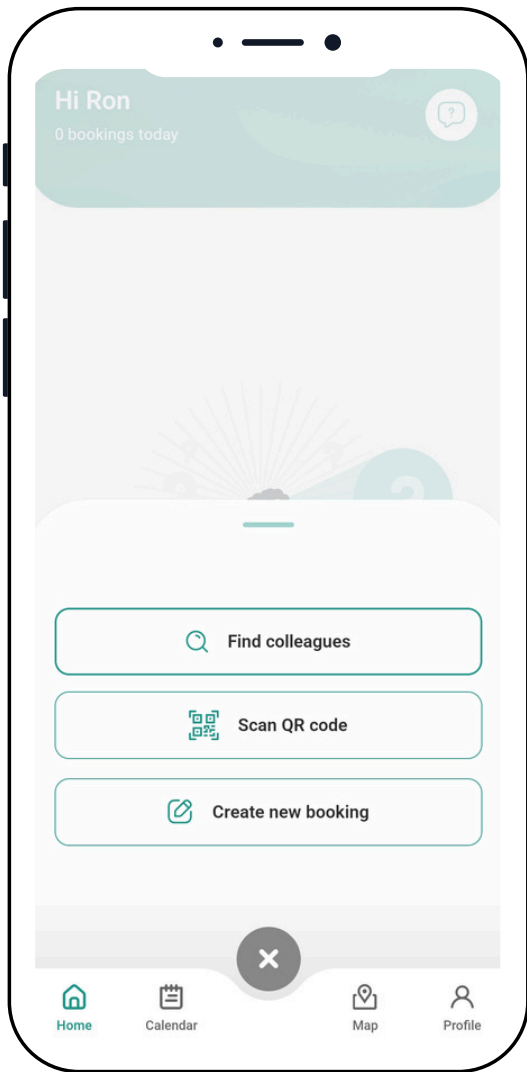 Hi Ron
0 bookings today
?
?
Find colleagues
Scan QR code
Create new booking
Home
Calendar
Map
Profile